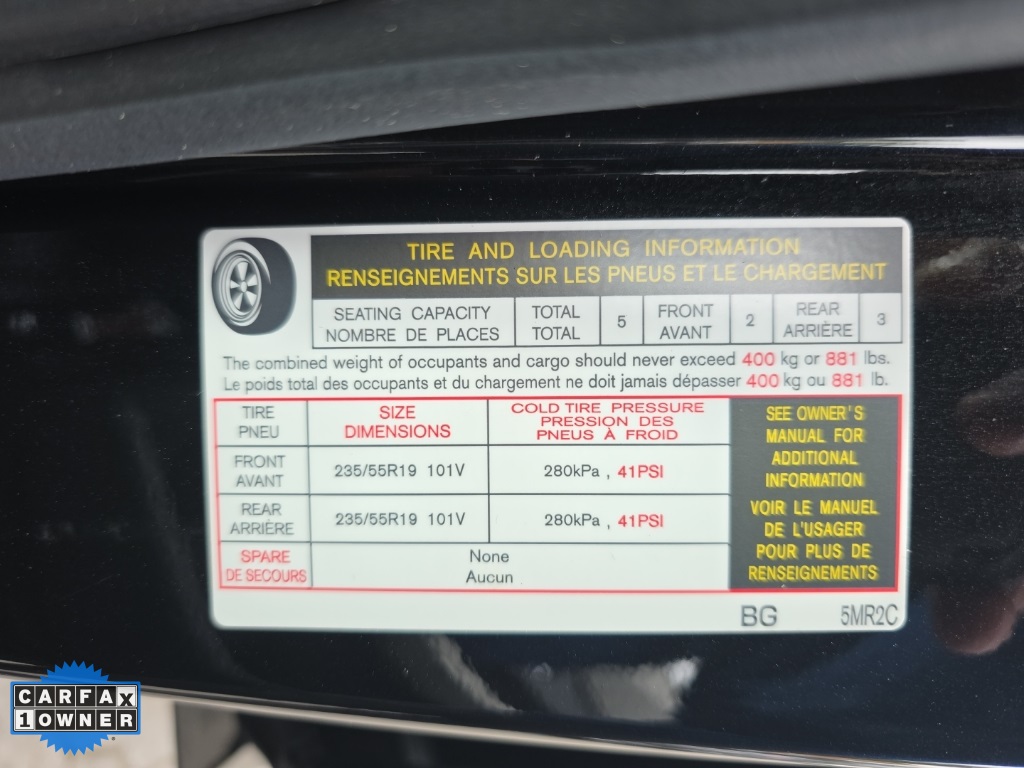 TIRE AND LOADING INFORMATION
RENSEIGNEMENTS SUR LES PNEUS ET LE CHARGEMENT
SEATING CAPACITY
NOMBRE DE PLACES
TOTAL
TOTAL
5
FRONT
AVANT
2
REAR
ARRIÈRE
3
The combined weight of occupants and cargo should never exceed 400 kg or 881 lbs.
Le poids total des occupants et du chargement ne doit jamais dépasser 400 kg ou 881 lb.
TIRE
PNEU
SIZE
DIMENSIONS
COLD TIRE PRESSURE
PRESSION DES
PNEUS À FROID
FRONT
AVANT
235/55R19 101V
280kPa , 41PSI
REAR
ARRIÈRE
235/55R19 101V
280kPa , 41PSI
SPARE
DE SECOURS
None
Aucun
SEE OWNER'S
MANUAL FOR
ADDITIONAL
INFORMATION
VOIR LE MANUEL
DE L'USAGER
POUR PLUS DE
RENSEIGNEMENTS
BG
5MR2C
CARFAX
1 OWNER